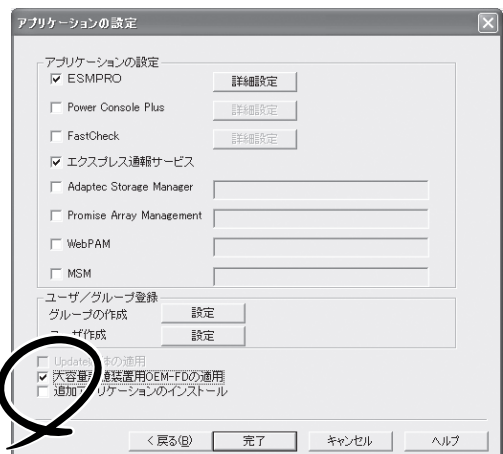 アプリケーションの設定
アプリケーションの設定
ESMPRO 詳細設定
Power Console Plus 詳細設定
FastCheck 詳細設定
エクスプレス通報サービス
Adaptec Storage Manager
Promise Array Management
WebPAM
MSM
ユーザ/グループ登録
グループの作成 設定
ユーザ作成 設定
Update の適用
大容量 装置用OEM-FDの適用
追加アプリケーションのインストール
< 戻る(B) 完了 キャンセル ヘルプ